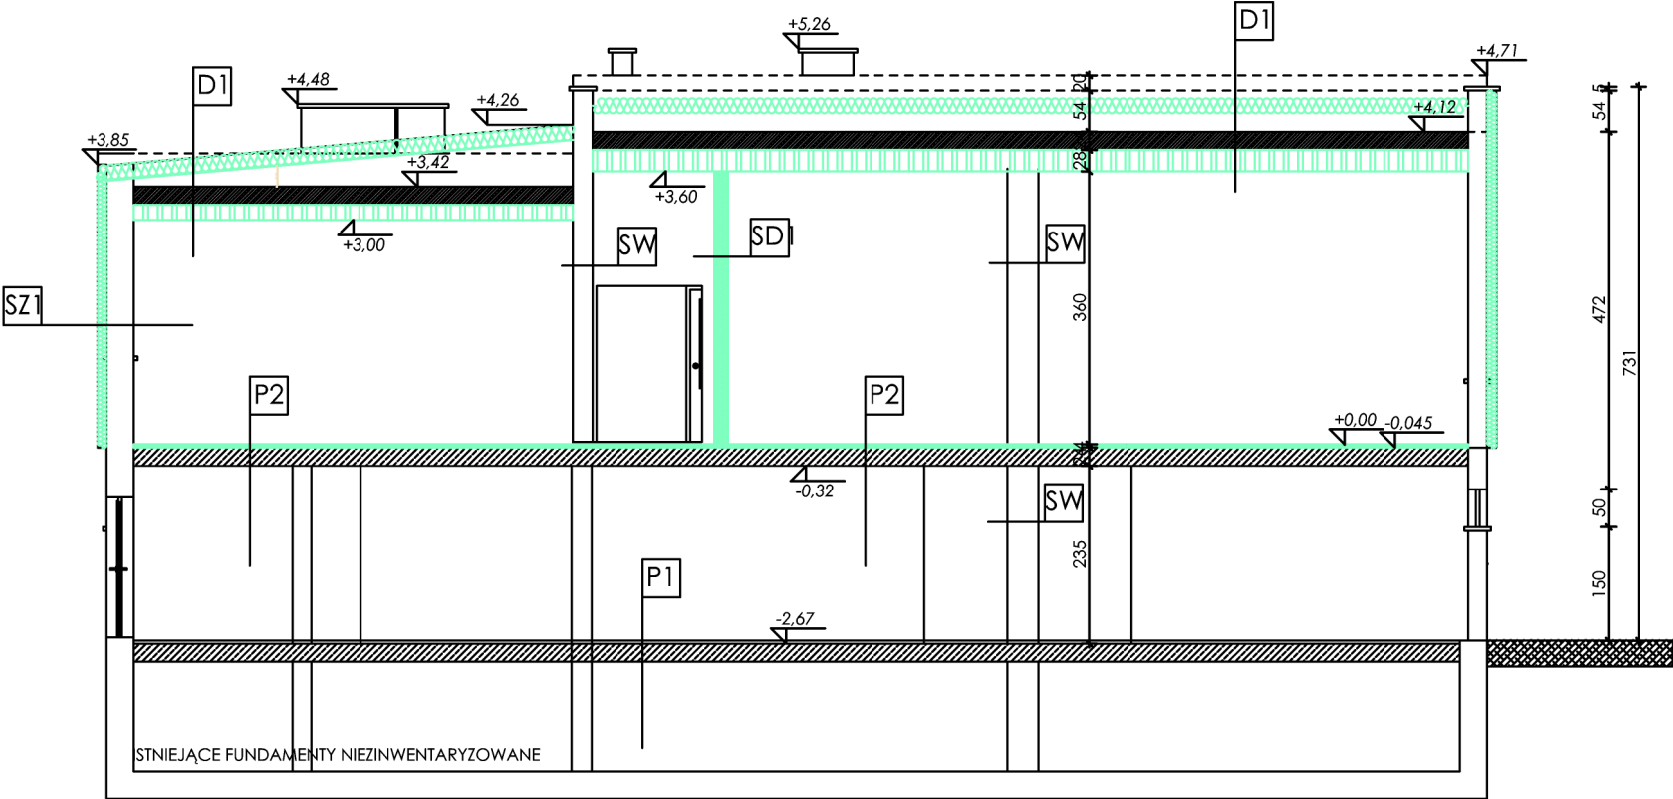 D1
+5,26
+4,71
D1
+4,48
+4,26
20
5
54
54
+4,12
+3,85
+3,42
28
+3,60
+3,00
SW
SD1
SW
SZ1
360
472
731
P2
P2
+0,00
-0,045
-0,32
SW
50
235
P1
150
-2,67
STNIEJĄCE FUNDAMENTY NIEZINWENTARYZOWANE